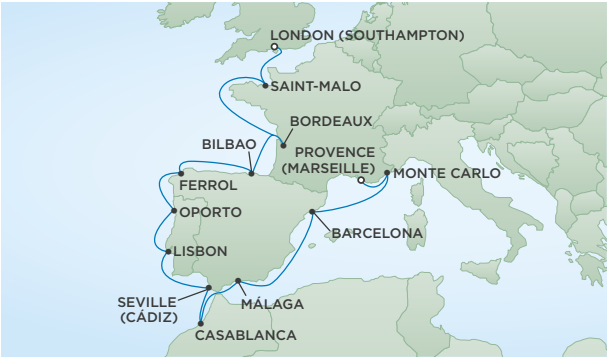 LONDON (SOUTHAMPTON)
SAINT-MALO
BORDEAUX
BILBAO
PROVENCE
(MARSEILLE)
MONTE CARLO
FERROL
OPORTO
BARCELONA
LISBON
SEVILLE
(CÁDIZ)
MÁLAGA
CASABLANCA